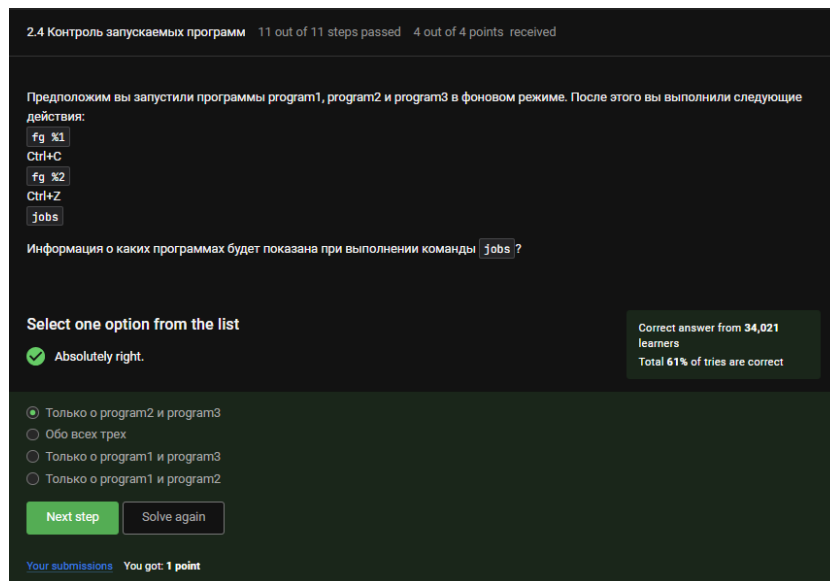 2.4 Контроль запускаемых программ 11 out of 11 steps passed 4 out of 4 points received
Предположим вы запустили программы program1, program2 и program3 в фоновом режиме. После этого вы выполнили следующие
действия:
fg %1
Ctrl+C
fg %2
Ctrl+Z
jobs
Информация о каких программах будет показана при выполнении команды jobs ?
Select one option from the list
Absolutely right.
Correct answer from 34,021
learners
Total 61% of tries are correct
Только о program2 и program3
Обо всех трех
Только о program1 и program3
Только о program1 и program2
Next step Solve again
Your submissions You got: 1 point